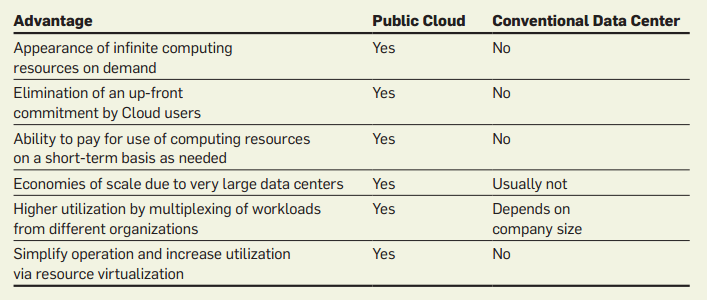 Advantage Public Cloud Conventional Data Center
Appearance of infinite computing Yes No
resources on demand
Elimination of an up-front Yes No
commitment by Cloud users
Ability to pay for use of computing resources Yes No
on a short-term basis as needed
Economies of scale due to very large data centers Yes Usually not
Higher utilization by multiplexing of workloads Yes Depends on
from different organizations company size
Simplify operation and increase utilization Yes No
via resource virtualization